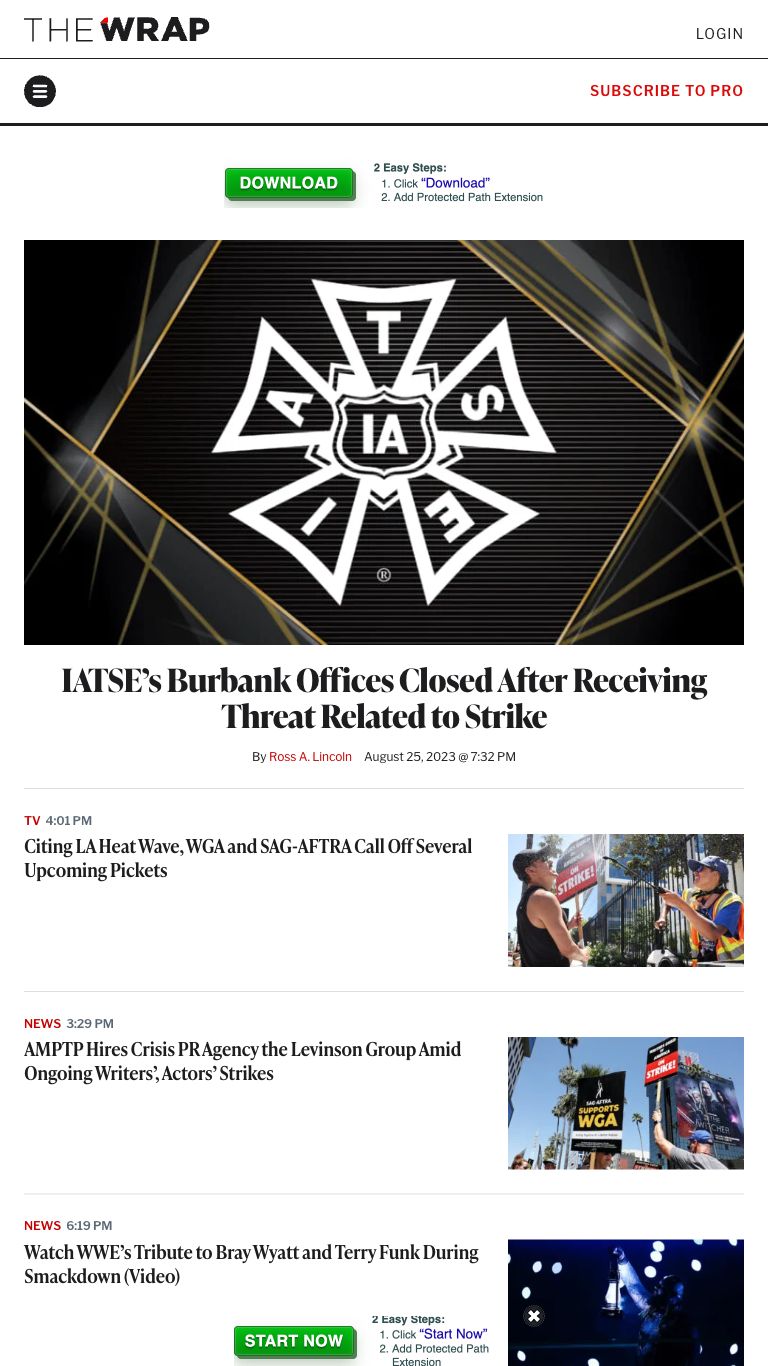 THE WRAP
LOGIN
SUBSCRIBE TO PRO
DOWNLOAD
2 Easy Steps:
1. Click "Download"
2. Add Protected Path Extension
I A T S E
IA
®
IATSE's Burbank Offices Closed After Receiving
Threat Related to Strike
By Ross A. Lincoln August 25, 2023 @ 7:32 PM
TV 4:01 PM
Citing LA Heat Wave, WGA and SAG-AFTRA Call Off Several
Upcoming Pickets
ON
STRIKE!
NEWS 3:29 PM
AMPTP Hires Crisis PR Agency the Levinson Group Amid
Ongoing Writers', Actors' Strikes
SAG-AFTRA
SUPPORTS
WGA
ON
STRIKE!
WITCHER
NEWS 6:19 PM
Watch WWE's Tribute to Bray Wyatt and Terry Funk During
Smackdown (Video)
START NOW
2 Easy Steps:
1. Click "Start Now"
2. Add Protected Path
Extension